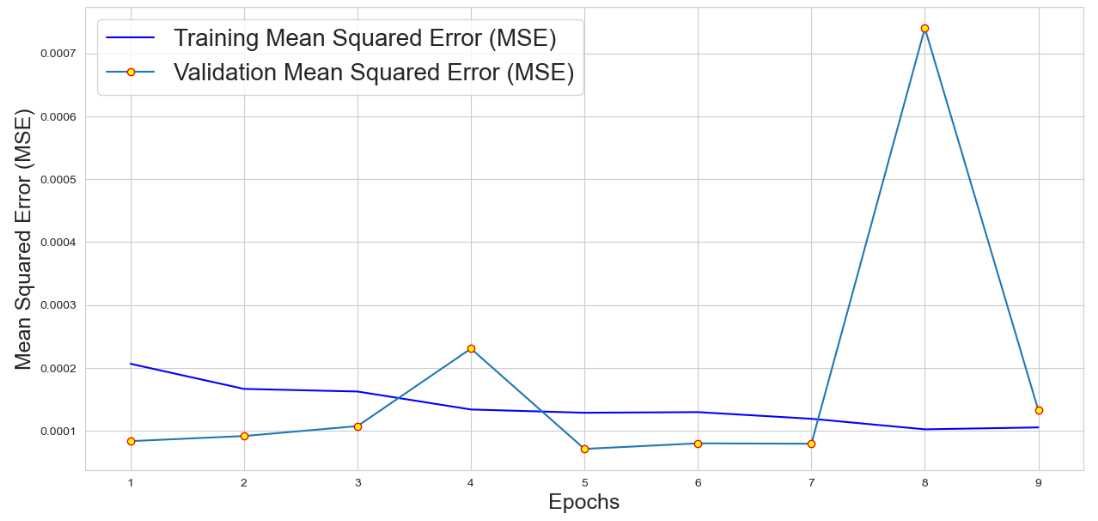 Training Mean Squared Error (MSE)
Validation Mean Squared Error (MSE)
Mean Squared Error (MSE)
0.0007
0.0006
0.0005
0.0004
0.0003
0.0002
0.0001
1 2 3 4 5 6 7 8 9
Epochs